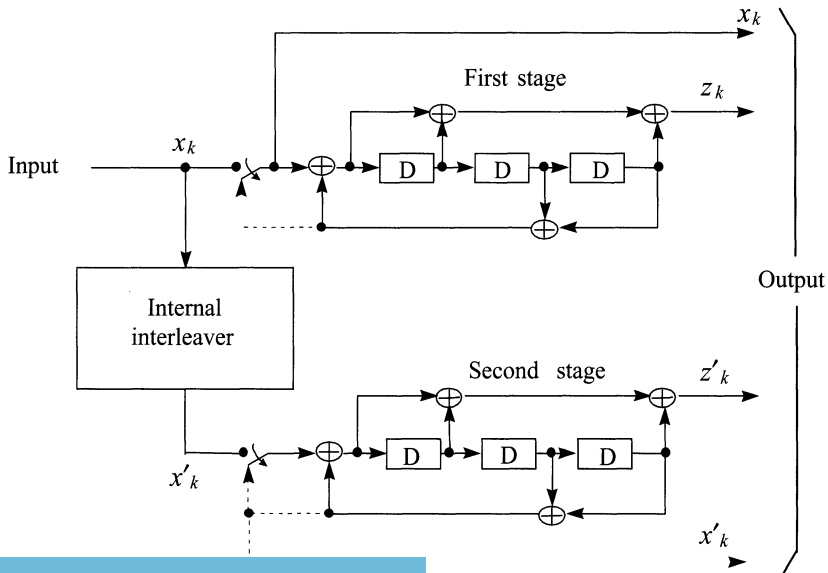 x_k
First stage
z_k
x_k
Input
D
D
D
Output
Internal
interleaver
Second stage
z'_k
D
D
D
x'_k
x'_k